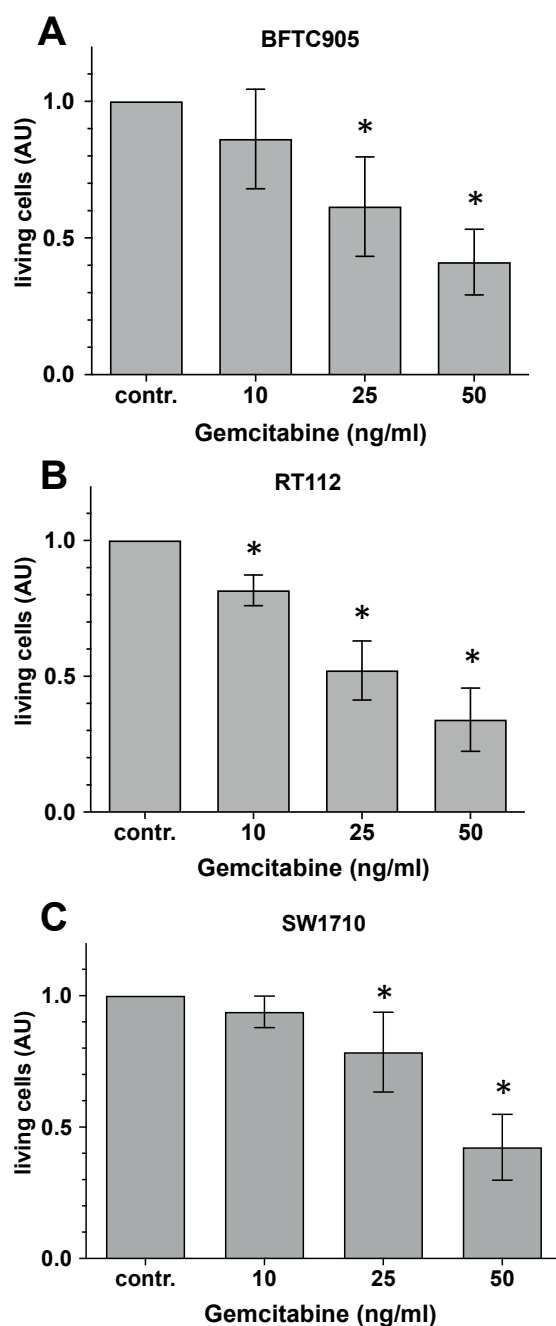 A
BFTC905
living cells (AU)
1.0
*
*
0.5
0.0
contr. 10 25 50
Gemcitabine (ng/ml)
B
RT112
living cells (AU)
1.0
*
*
*
0.5
0.0
contr. 10 25 50
Gemcitabine (ng/ml)
C
SW1710
living cells (AU)
1.0
*
*
0.5
0.0
contr. 10 25 50
Gemcitabine (ng/ml)